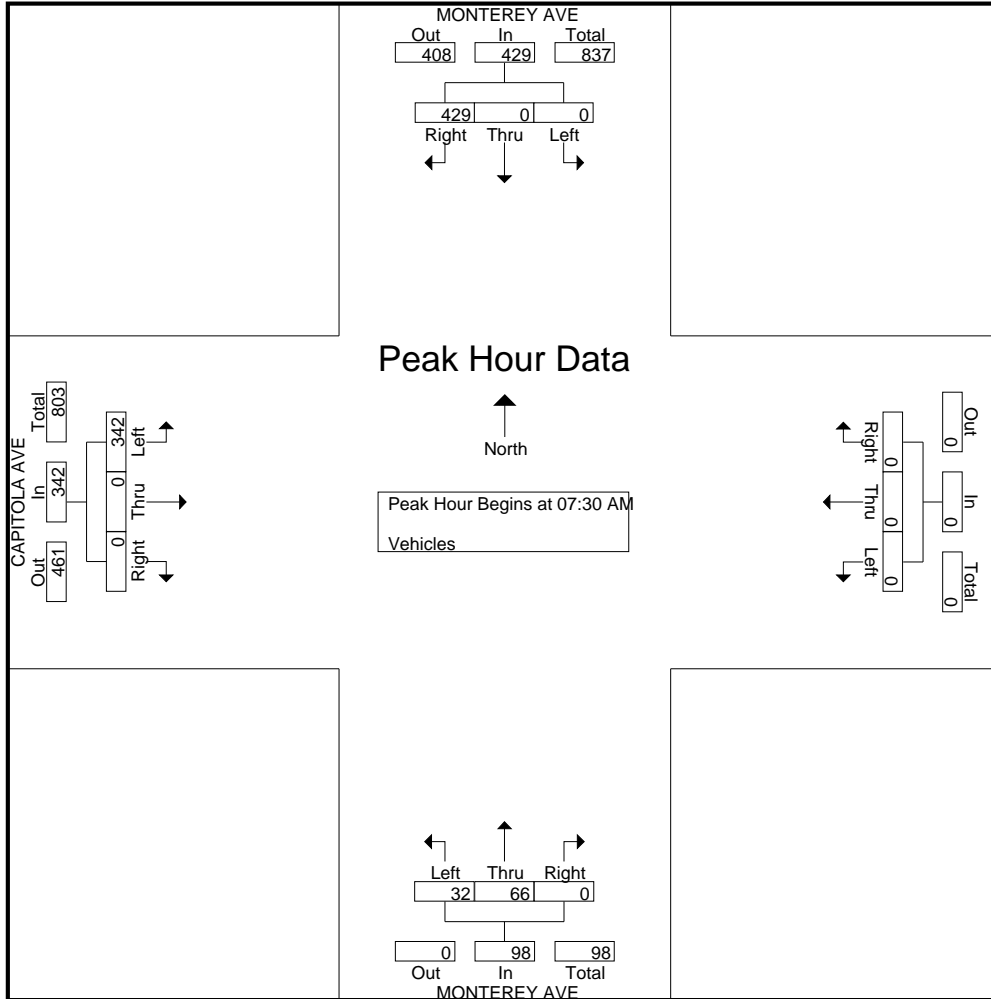 MONTEREY AVE
Out In Total
408 429 837
429 0 0
Right Thru Left
Peak Hour Data
North
Peak Hour Begins at 07:30 AM
Vehicles
CAPITOLA AVE
Out In Total
461 342 803
342 0 0
Left Thru Right
Out In Total
0 0 0
Right Thru Left
0 0 0
Left Thru Right
32 66 0
0 98 98
Out In Total
MONTEREY AVE